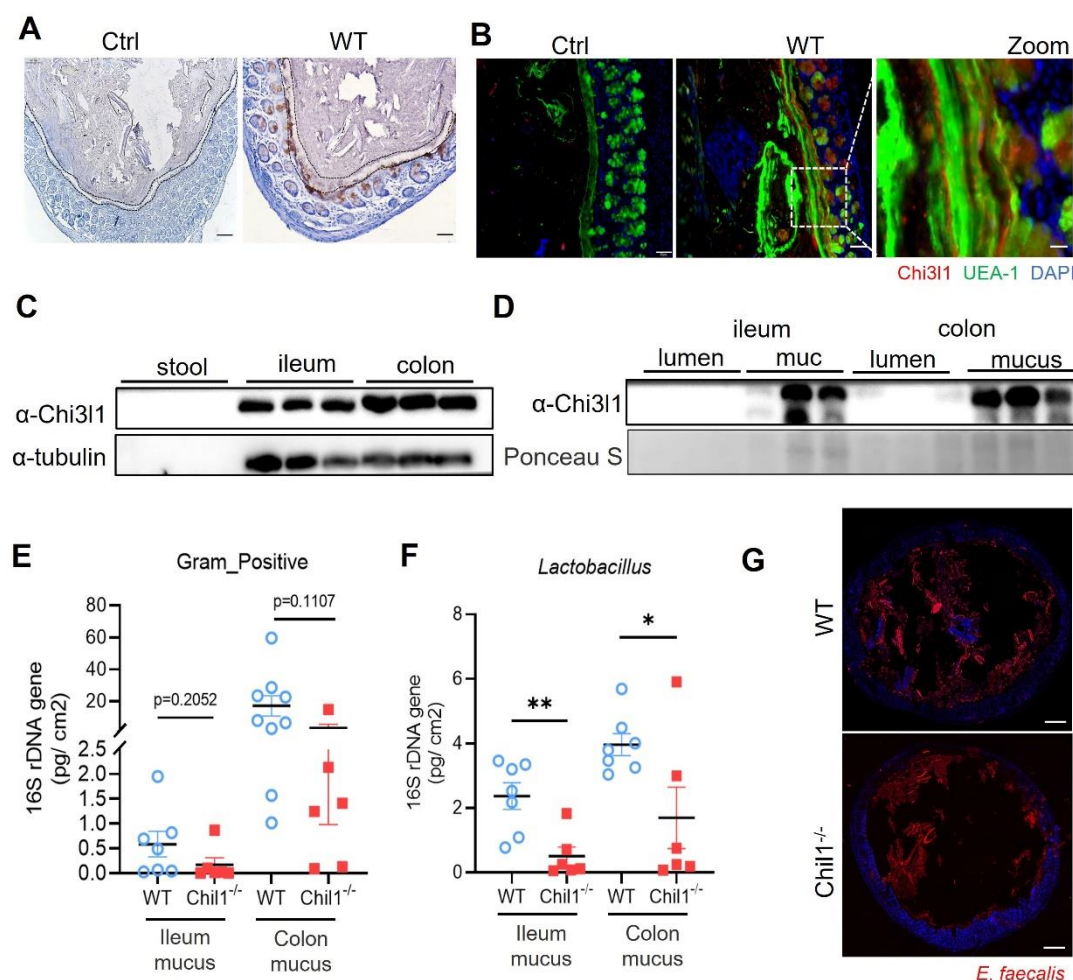 A
Ctrl
WT
B
Ctrl
WT
Zoom
Chi3l1 UEA-1 DAPI
C
stool
ileum
colon
α-Chi3l1
α-tubulin
D
ileum
colon
lumen
muc
lumen
mucus
α-Chi3l1
Ponceau S
E
Gram_Positive
16S rDNA gene
(pg/ cm2)
80
60
40
20
2.5
2.0
1.5
1.0
0.5
0.0
p=0.2052
p=0.1107
WT Chil1-/- WT Chil1-/-
Ileum
mucus
Colon
mucus
F
Lactobacillus
16S rDNA gene
(pg/ cm2)
8
6
4
2
0
**
*
WT Chil1-/- WT Chil1-/-
Ileum
mucus
Colon
mucus
G
WT
Chil1-/-
E. faecalis